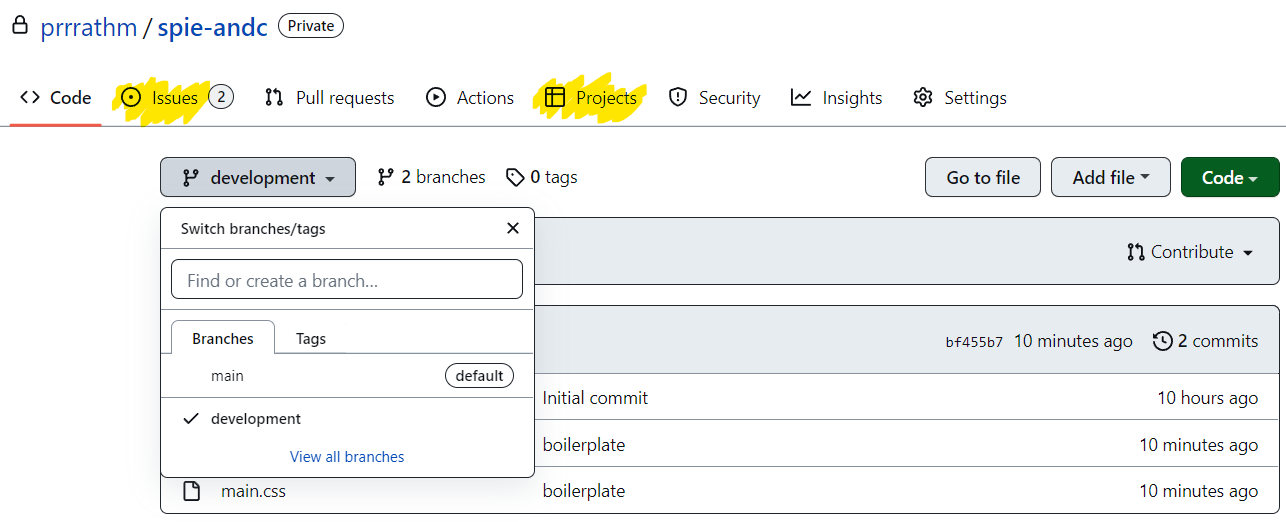 prrrathm / spie-andc Private
Code Issues 2 Pull requests Actions Projects Security Insights Settings
development 2 branches 0 tags Go to file Add file Code
Switch branches/tags
Contribute
Find or create a branch...
Branches Tags
bf455b7 10 minutes ago 2 commits
main default
Initial commit 10 hours ago
development
boilerplate 10 minutes ago
View all branches
main.css boilerplate 10 minutes ago